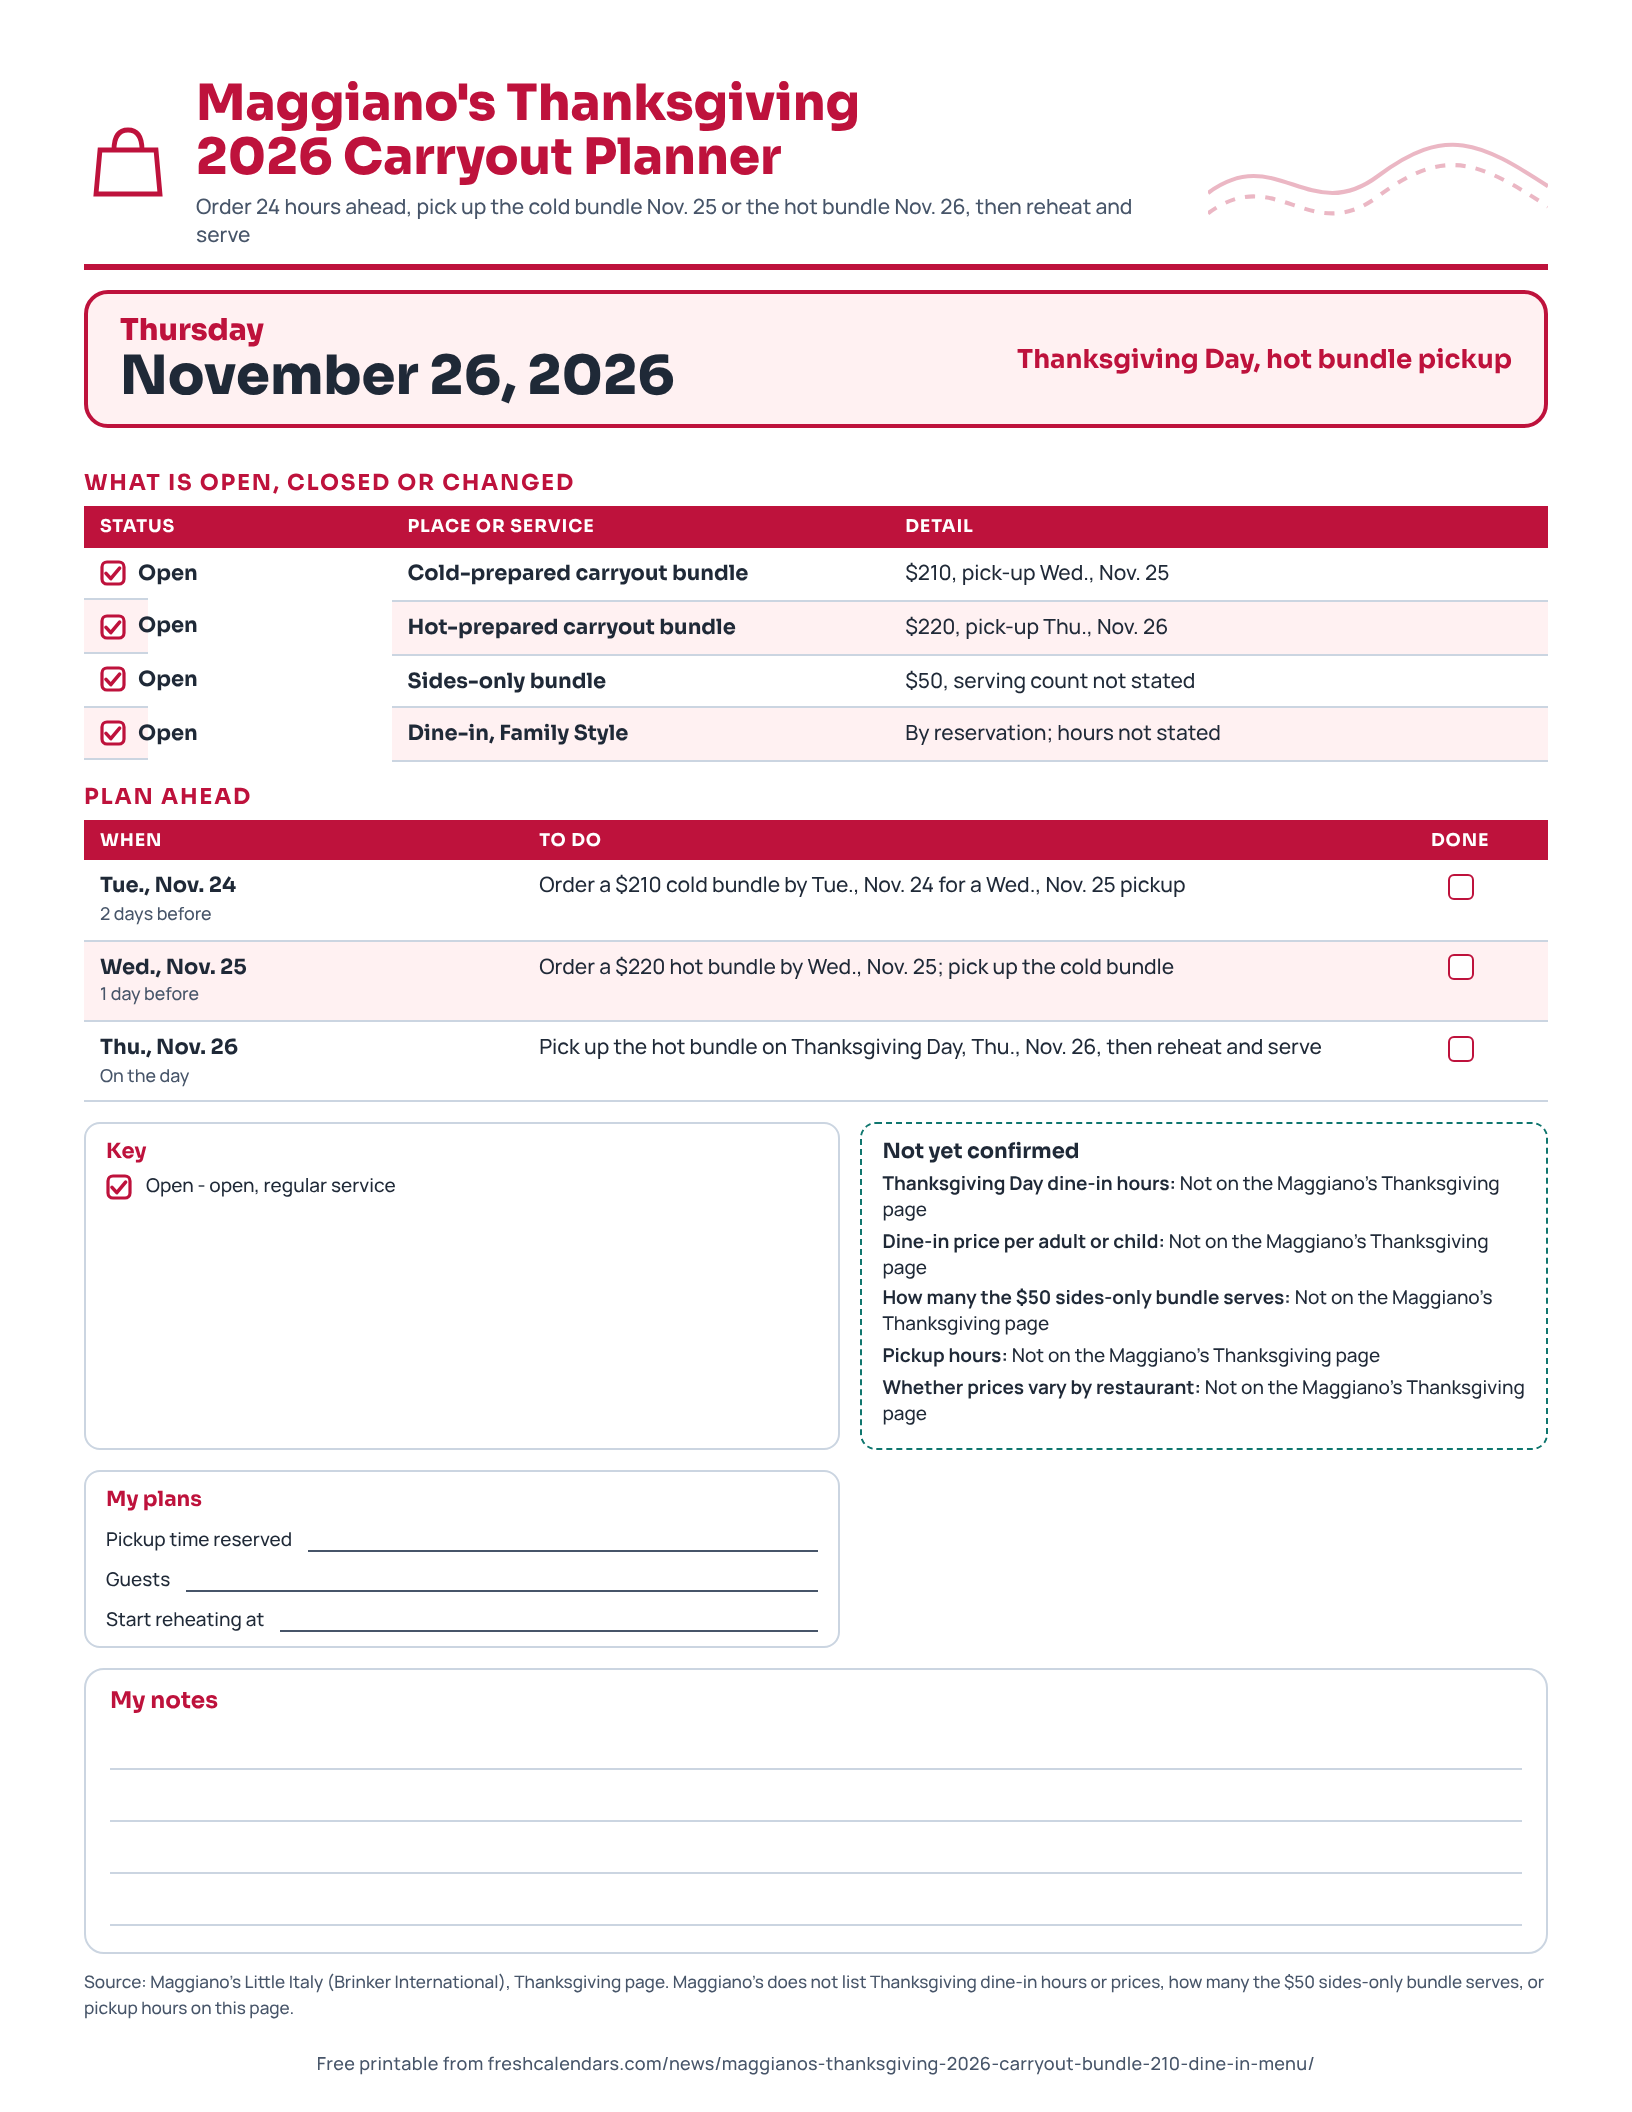 Maggiano's Thanksgiving
2026 Carryout Planner
Order 24 hours ahead, pick up the cold bundle Nov. 25 or the hot bundle Nov. 26, then reheat and
serve
Thursday
November 26, 2026
Thanksgiving Day, hot bundle pickup
WHAT IS OPEN, CLOSED OR CHANGED
STATUS PLACE OR SERVICE DETAIL
Open Cold-prepared carryout bundle $210, pick-up Wed., Nov. 25
Open Hot-prepared carryout bundle $220, pick-up Thu., Nov. 26
Open Sides-only bundle $50, serving count not stated
Open Dine-in, Family Style By reservation; hours not stated
PLAN AHEAD
WHEN TO DO DONE
Tue., Nov. 24 Order a $210 cold bundle by Tue., Nov. 24 for a Wed., Nov. 25 pickup
2 days before
Wed., Nov. 25 Order a $220 hot bundle by Wed., Nov. 25; pick up the cold bundle
1 day before
Thu., Nov. 26 Pick up the hot bundle on Thanksgiving Day, Thu., Nov. 26, then reheat and serve
On the day
Key
Open - open, regular service
Not yet confirmed
Thanksgiving Day dine-in hours: Not on the Maggiano's Thanksgiving
page
Dine-in price per adult or child: Not on the Maggiano's Thanksgiving
page
How many the $50 sides-only bundle serves: Not on the Maggiano's
Thanksgiving page
Pickup hours: Not on the Maggiano's Thanksgiving page
Whether prices vary by restaurant: Not on the Maggiano's Thanksgiving
page
My plans
Pickup time reserved
Guests
Start reheating at
My notes
Source: Maggiano's Little Italy (Brinker International), Thanksgiving page. Maggiano's does not list Thanksgiving dine-in hours or prices, how many the $50 sides-only bundle serves, or
pickup hours on this page.
Free printable from freshcalendars.com/news/maggianos-thanksgiving-2026-carryout-bundle-210-dine-in-menu/